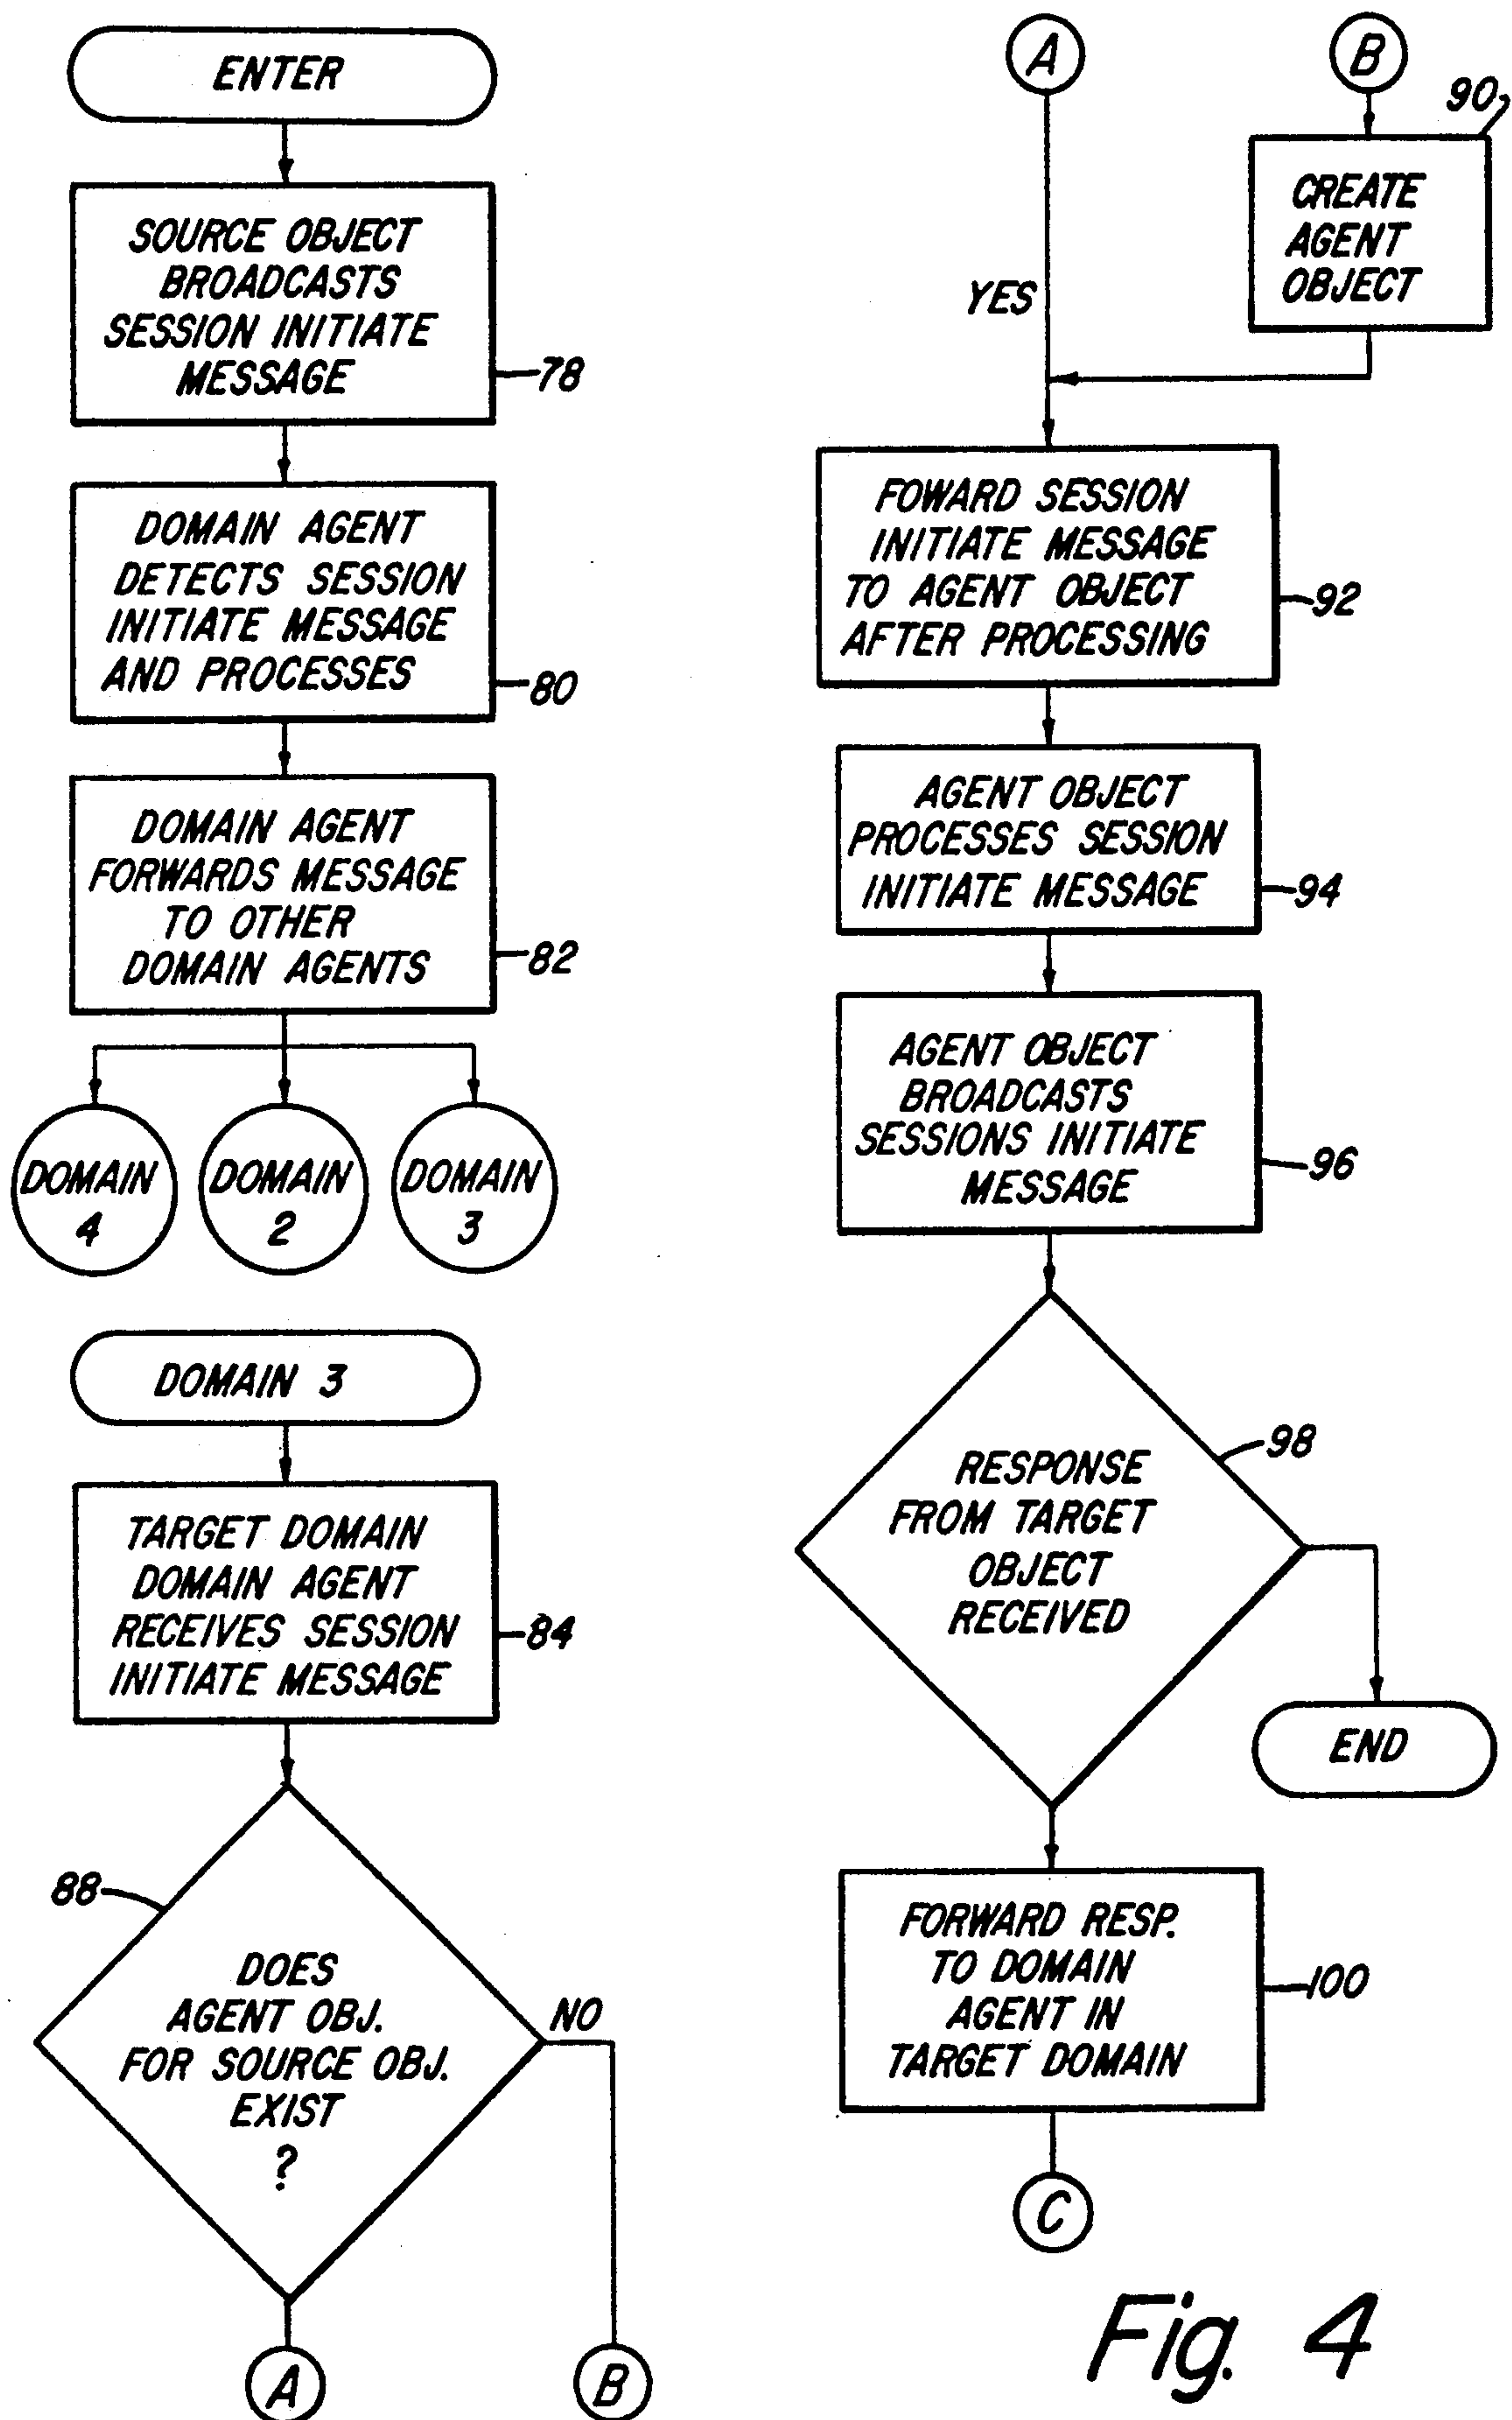 ENTER
SOURCE OBJECT
BROADCASTS
SESSION INITIATE
MESSAGE
78
DOMAIN AGENT
DETECTS SESSION
INITIATE MESSAGE
AND PROCESSES
80
DOMAIN AGENT
FORWARDS MESSAGE
TO OTHER
DOMAIN AGENTS
82
DOMAIN
4
DOMAIN
2
DOMAIN
3
DOMAIN 3
TARGET DOMAIN
DOMAIN AGENT
RECEIVES SESSION
INITIATE MESSAGE
84
88
DOES
AGENT OBJ.
FOR SOURCE OBJ.
EXIST
?
NO
A
B
A
B
90
CREATE
AGENT
OBJECT
YES
FOWARD SESSION
INITIATE MESSAGE
TO AGENT OBJECT
AFTER PROCESSING
92
AGENT OBJECT
PROCESSES SESSION
INITIATE MESSAGE
94
AGENT OBJECT
BROADCASTS
SESSIONS INITIATE
MESSAGE
96
RESPONSE
FROM TARGET
OBJECT
RECEIVED
98
END
FORWARD RESP.
TO DOMAIN
AGENT IN
TARGET DOMAIN
100
C
Fig. 4